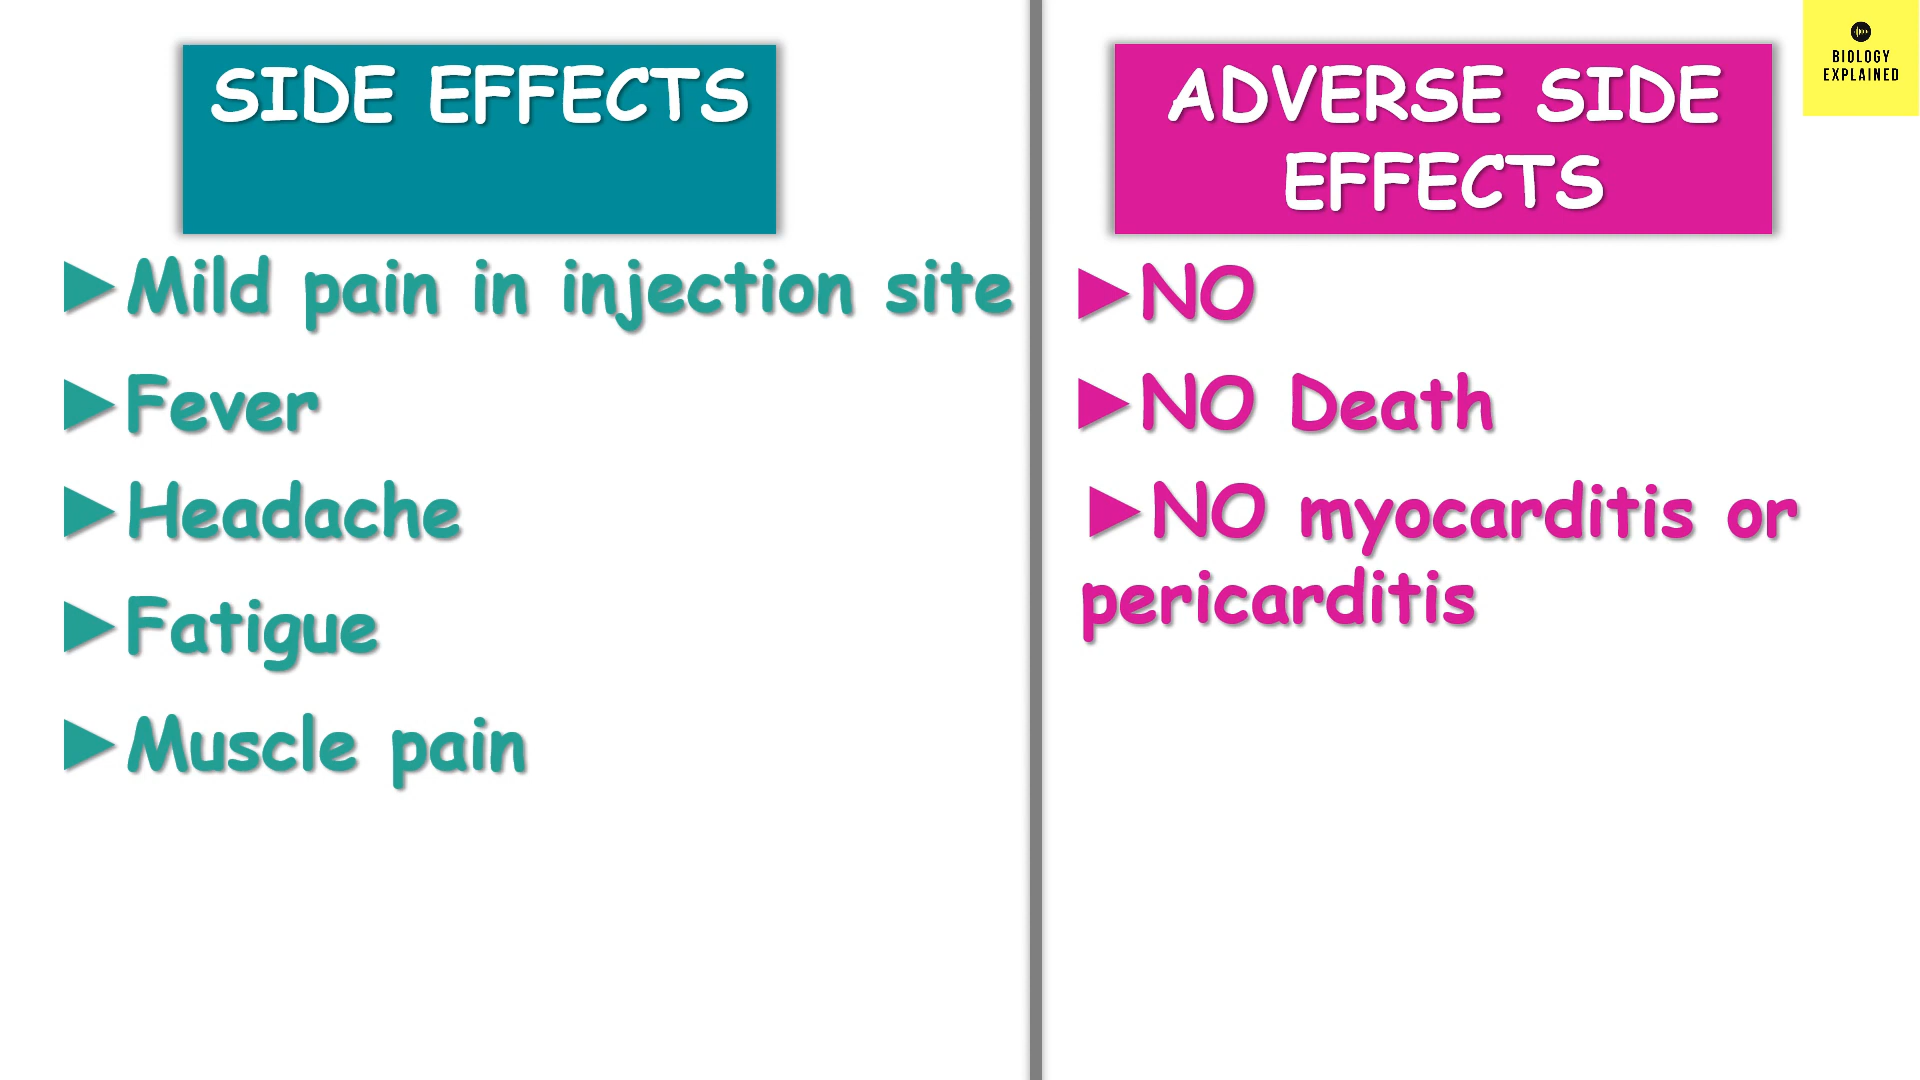 SIDE EFFECTS
►Mild pain in injection site
►Fever
►Headache
►Fatigue
►Muscle pain
ADVERSE SIDE
EFFECTS
►NO
►NO Death
►NO myocarditis or
pericarditis
BIOLOGY
EXPLAINED